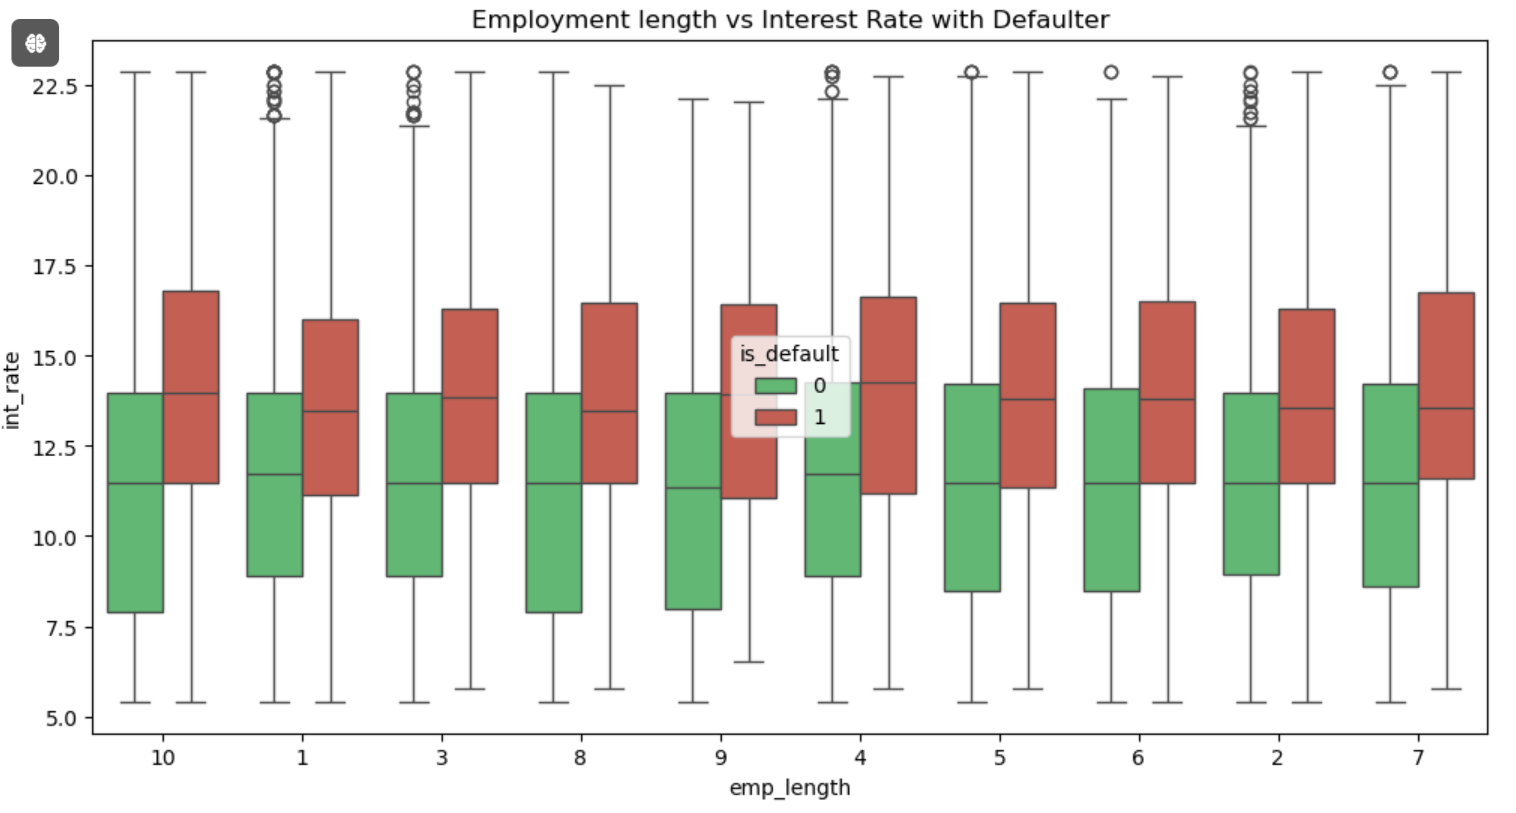 Employment length vs Interest Rate with Defaulter
int_rate
22.5
20.0
17.5
15.0
12.5
10.0
7.5
5.0
is_default
0
1
10 1 3 8 9 4 5 6 2 7
emp_length